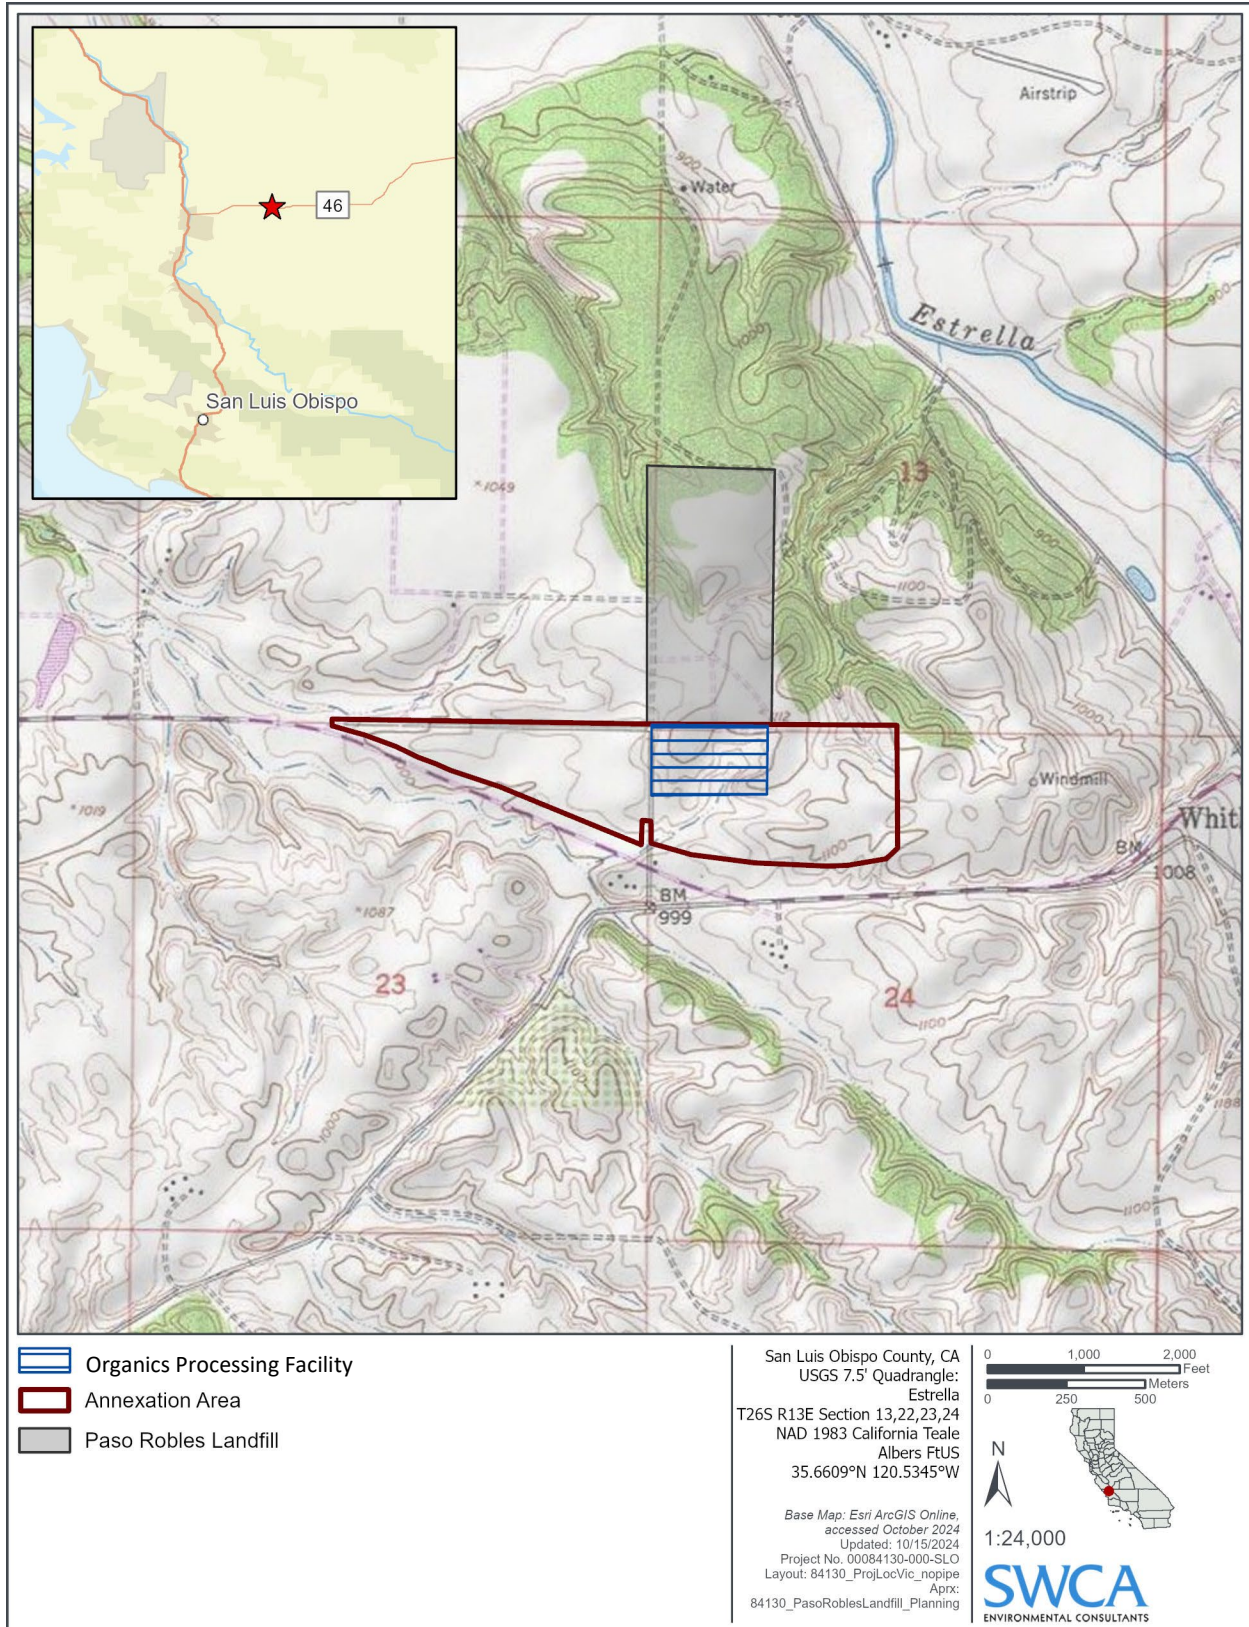 46
San Luis Obispo
Airstrip
920
Water
1000
Estrella
900
13
900
×1049
1100
1000
Windmill
900
×1019
Whit
BM
1008
1100
BM
999
×1087
23
24
1100
1000
1188
1100
Organics Processing Facility
Annexation Area
Paso Robles Landfill
San Luis Obispo County, CA
USGS 7.5' Quadrangle:
Estrella
T26S R13E Section 13,22,23,24
NAD 1983 California Teale
Albers FtUS
35.6609°N 120.5345°W
Base Map: Esri ArcGIS Online,
accessed October 2024
Updated: 10/15/2024
Project No. 00084130-000-SLO
Layout: 84130_ProjLocVic_nopipe
Aprx:
84130_PasoRoblesLandfill_Planning
0 1,000 2,000
Feet
Meters
0 250 500
N
1:24,000
SWCA
ENVIRONMENTAL CONSULTANTS